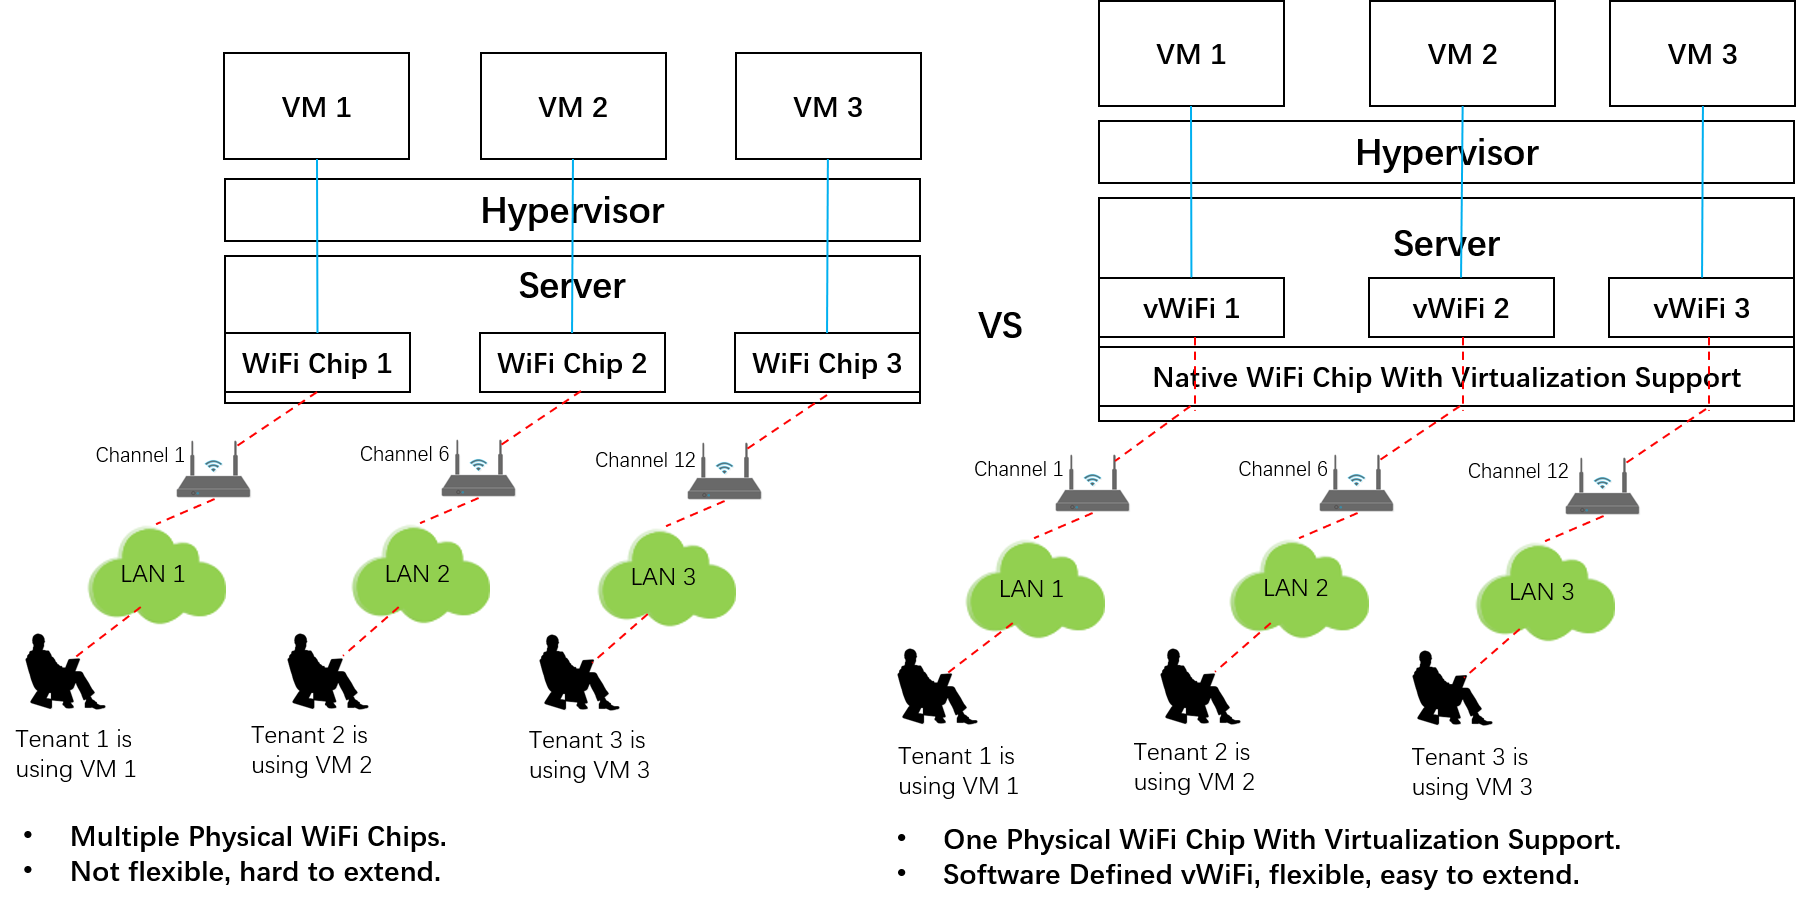 VM 1
VM 2
VM 3
Hypervisor
Server
WiFi Chip 1
WiFi Chip 2
WiFi Chip 3
Channel 1
Channel 6
Channel 12
LAN 1
LAN 2
LAN 3
Tenant 1 is
using VM 1
Tenant 2 is
using VM 2
Tenant 3 is
using VM 3
• Multiple Physical WiFi Chips.
• Not flexible, hard to extend.
VS
VM 1
VM 2
VM 3
Hypervisor
Server
vWiFi 1
vWiFi 2
vWiFi 3
Native WiFi Chip With Virtualization Support
Channel 1
Channel 6
Channel 12
LAN 1
LAN 2
LAN 3
Tenant 1 is
using VM 1
Tenant 2 is
using VM 2
Tenant 3 is
using VM 3
• One Physical WiFi Chip With Virtualization Support.
• Software Defined vWiFi, flexible, easy to extend.